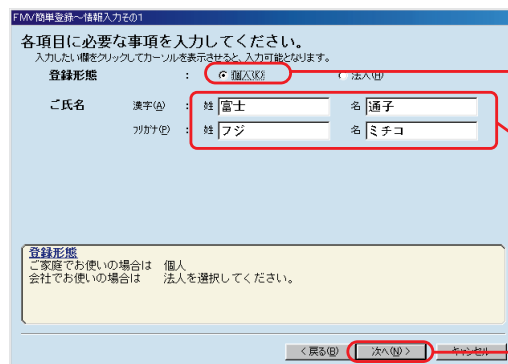 FMV簡単登録～情報入力その1
各項目に必要な事項を入力してください。
入力したい欄をクリックしてカーソルを表示させると、入力可能となります。
登録形態 : 個人(K) 法人(H)
ご氏名 漢字(A) : 姓 富士 名 通子
フリガナ(P) : 姓 フジ 名 ミチコ
登録形態
ご家庭でお使いの場合は 個人
会社でお使いの場合は 法人を選択してください。
<戻る(B) 次へ(N)> キャンセル